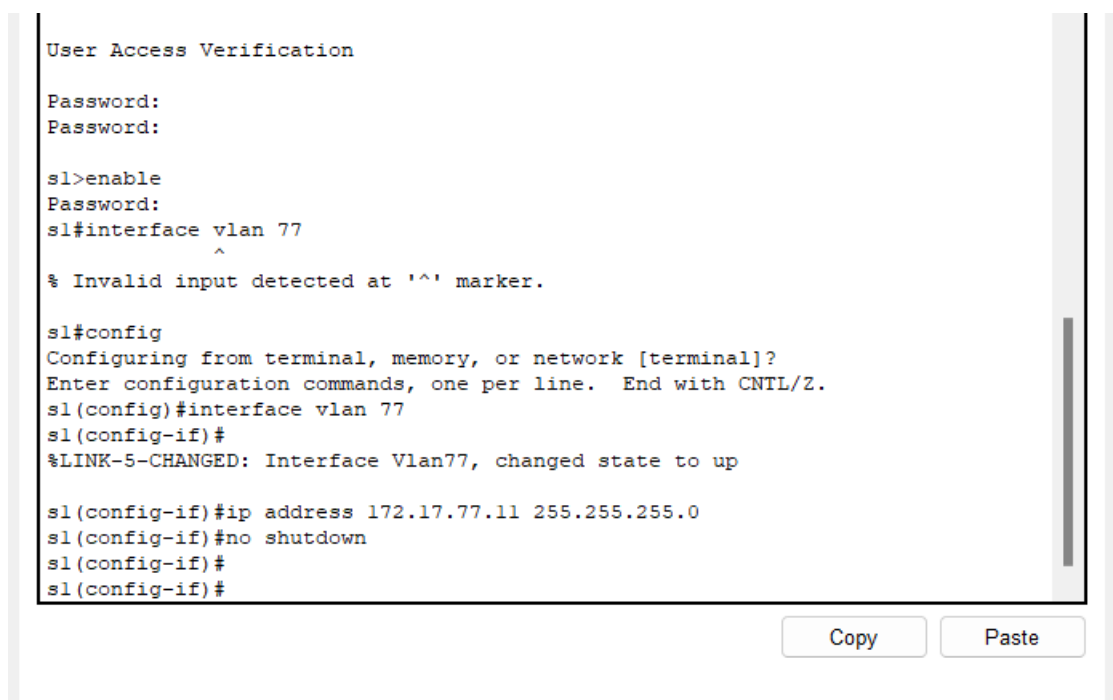 User Access Verification
Password:
Password:
s1>enable
Password:
s1#interface vlan 77
^
% Invalid input detected at '^' marker.
s1#config
Configuring from terminal, memory, or network [terminal]?
Enter configuration commands, one per line.  End with CNTL/Z.
s1(config)#interface vlan 77
s1(config-if)#
%LINK-5-CHANGED: Interface Vlan77, changed state to up
s1(config-if)#ip address 172.17.77.11 255.255.255.0
s1(config-if)#no shutdown
s1(config-if)#
s1(config-if)#
Copy Paste